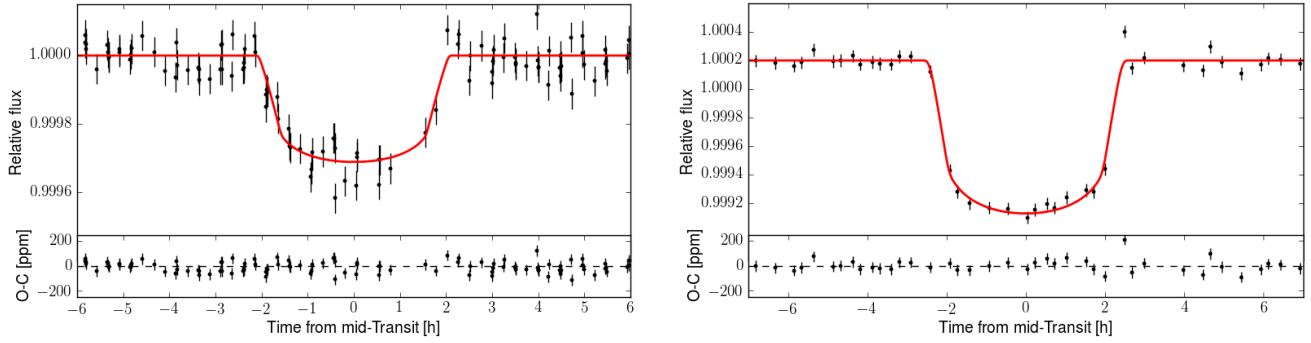 1.0000
0.9998
0.9996
Relative flux
200
0
−200
O-C [ppm]
−6 −5 −4 −3 −2 −1 0 1 2 3 4 5 6
Time from mid-Transit [h]
1.0004
1.0002
1.0000
0.9998
0.9996
0.9994
0.9992
Relative flux
200
0
−200
O-C [ppm]
−6 −4 −2 0 2 4 6
Time from mid-Transit [h]